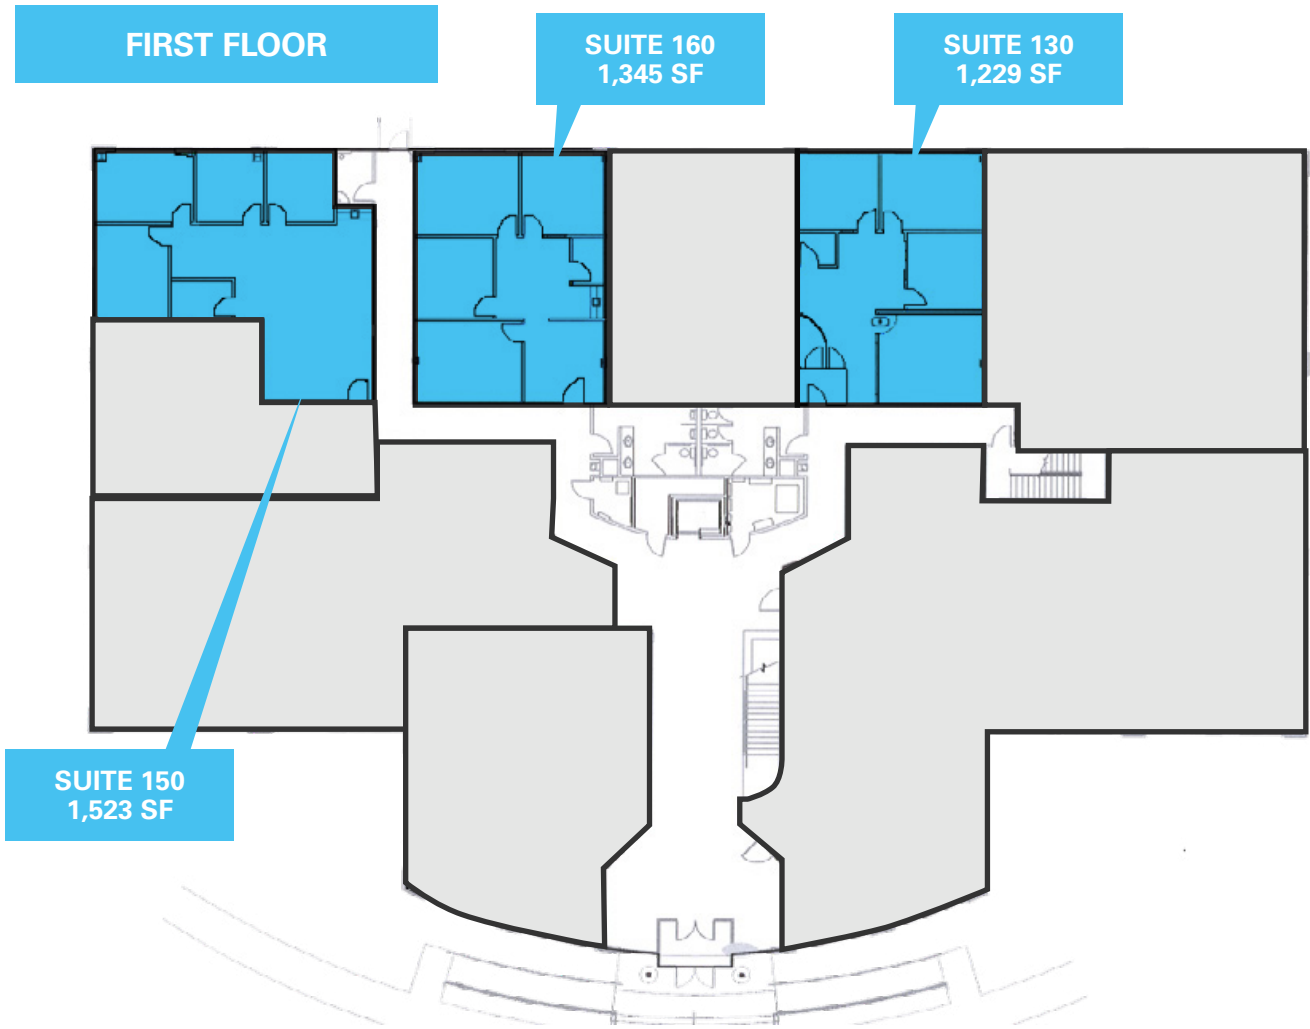 FIRST FLOOR
SUITE 160
1,345 SF
SUITE 130
1,229 SF
SUITE 150
1,523 SF